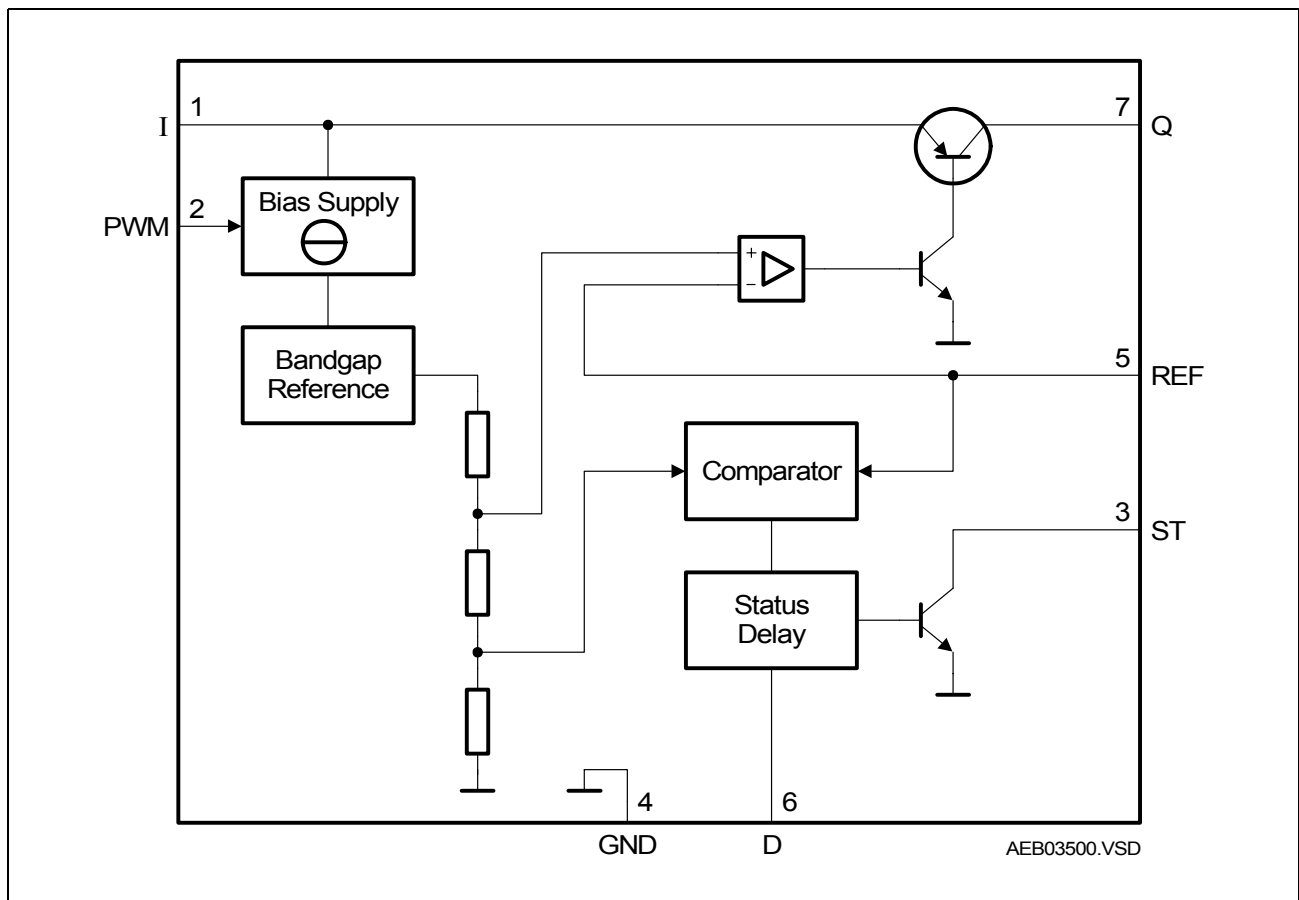 1
I
7
Q
2
PWM
Bias Supply
+
−
Bandgap
Reference
5
REF
Comparator
3
ST
Status
Delay
4
6
GND
D
AEB03500.VSD